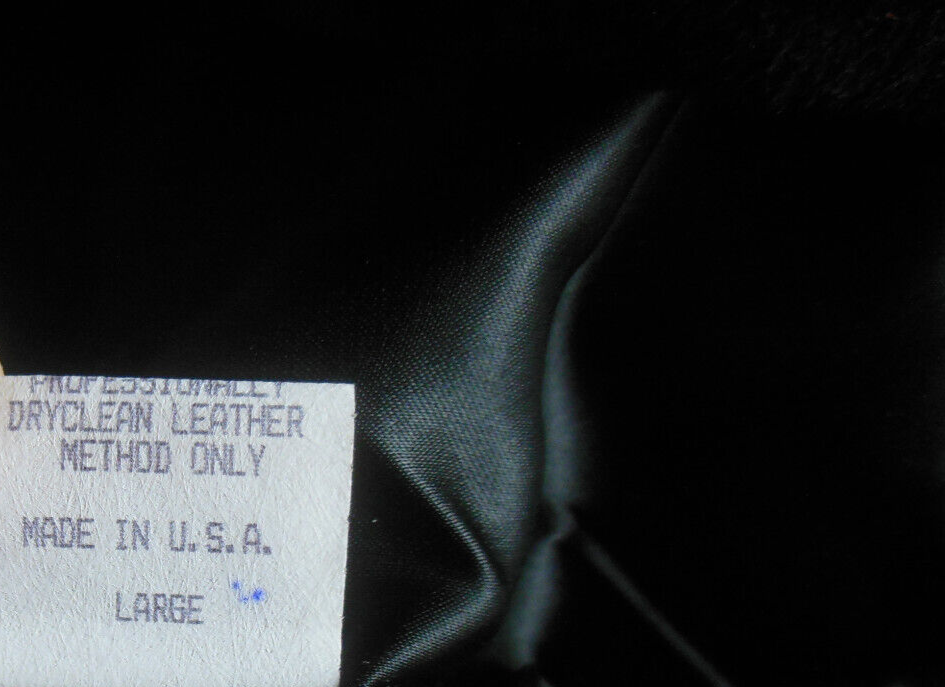 PROFESSIONALLY
DRYCLEAN LEATHER
METHOD ONLY
MADE IN U.S.A.
LARGE